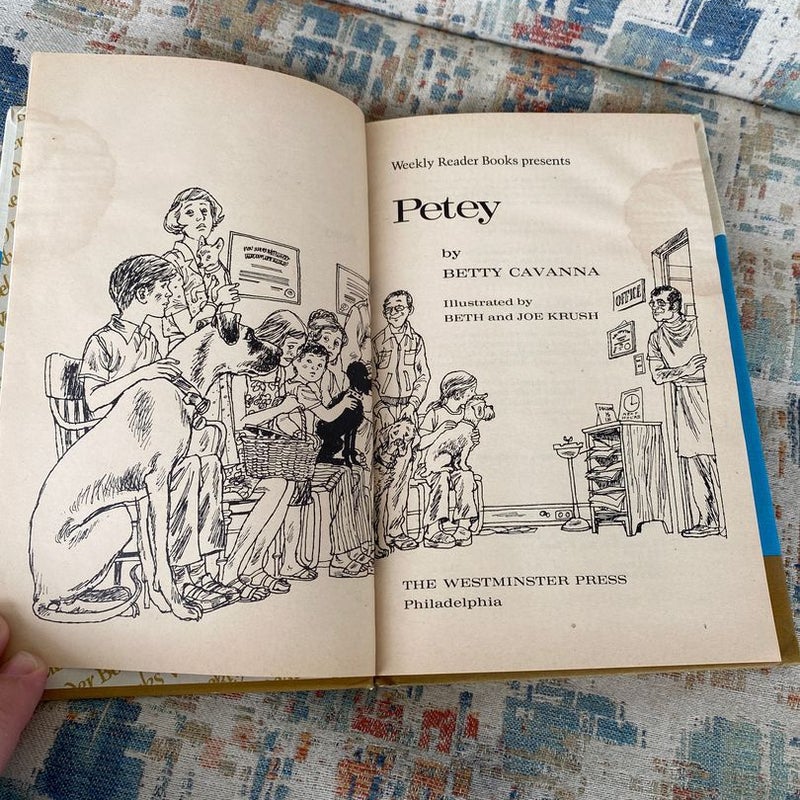 Weekly Reader Books presents
Petey
by
BETTY CAVANNA
Illustrated by
BETH and JOE KRUSH
OFFICE
THE WESTMINSTER PRESS
Philadelphia